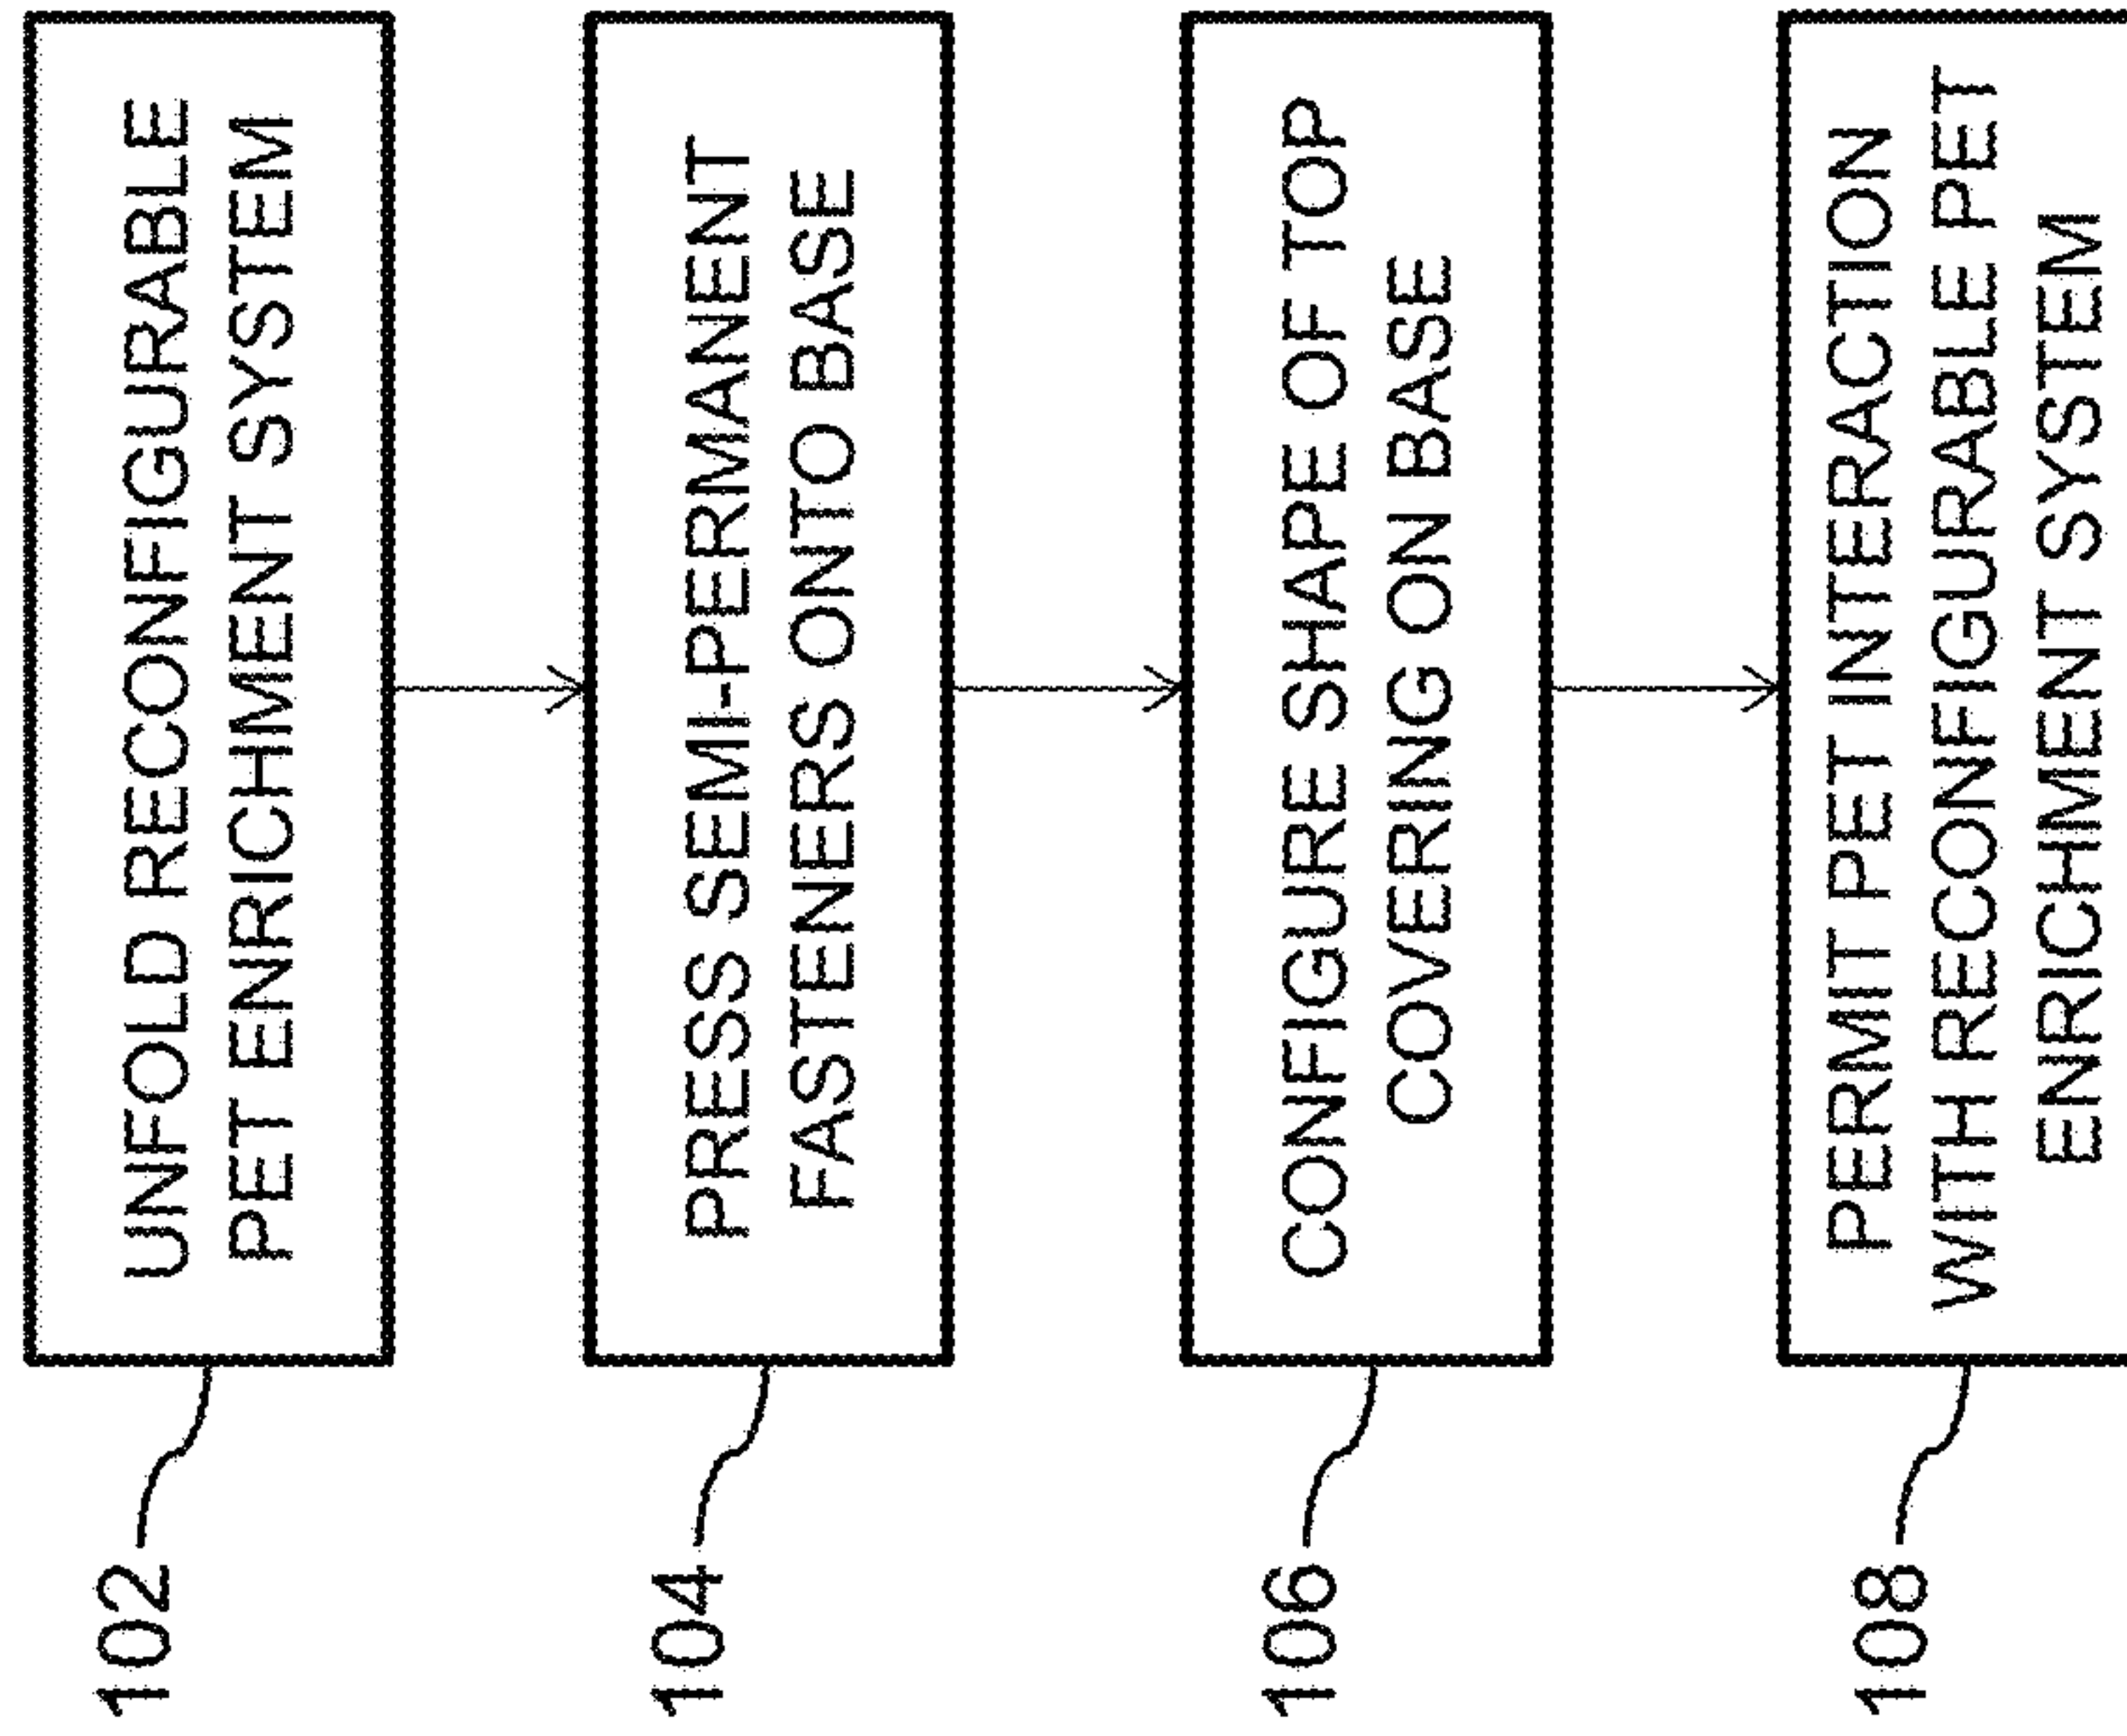 102
UNFOLD RECONFIGURABLE
PET ENRICHMENT SYSTEM
104
PRESS SEMI-PERMANENT
FASTENERS ONTO BASE
106
CONFIGURE SHAPE OF TOP
COVERING ON BASE
108
PERMIT PET INTERACTION
WITH RECONFIGURABLE PET
ENRICHMENT SYSTEM